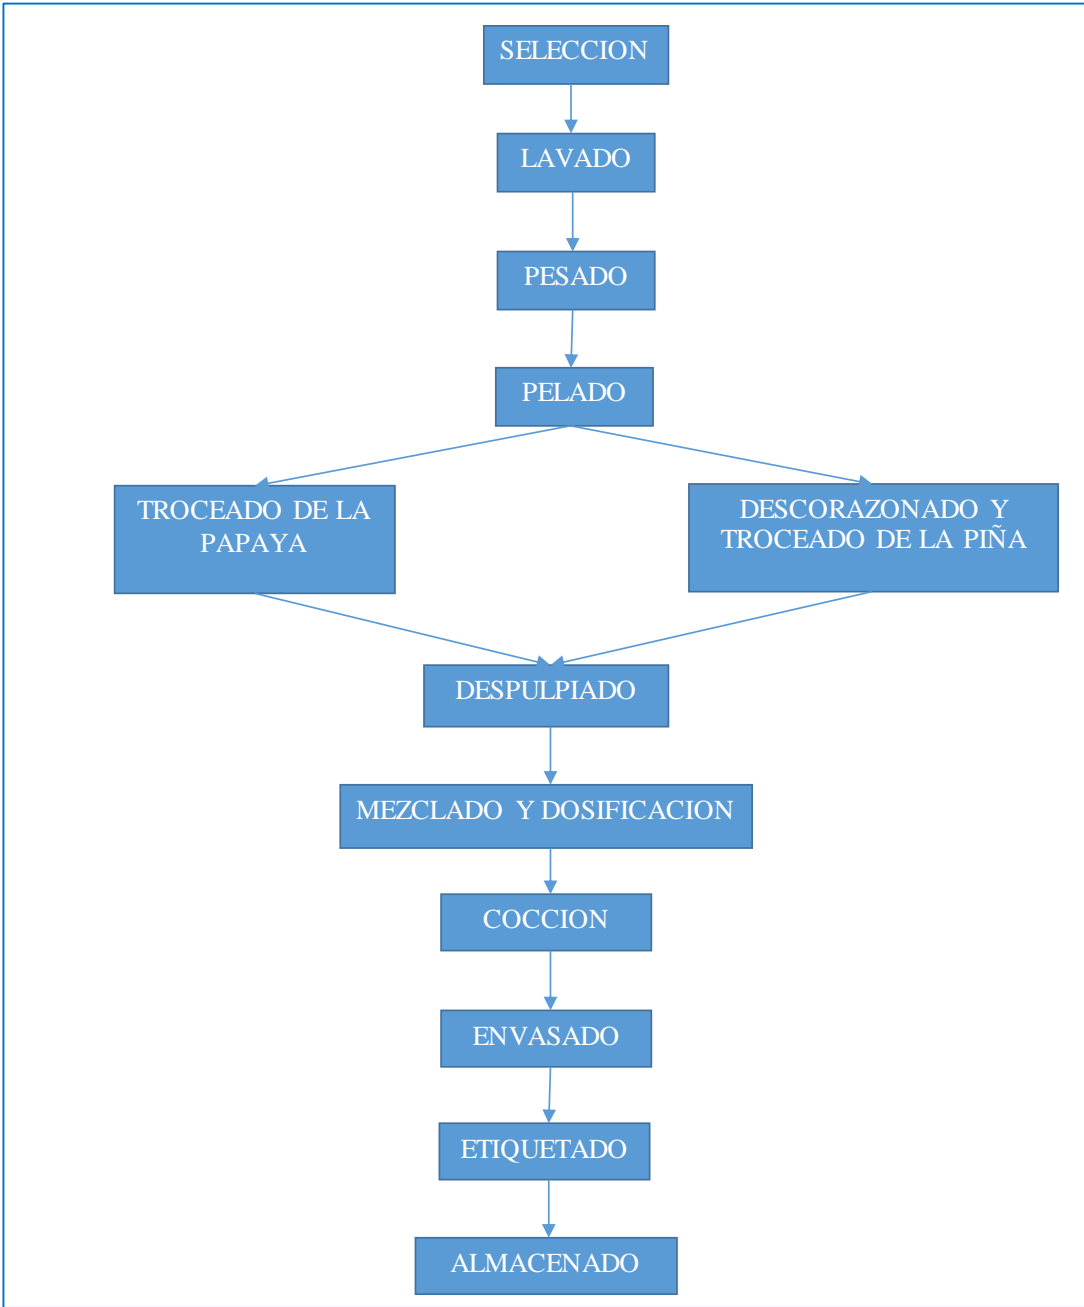 SELECCION
LAVADO
PESADO
PELADO
TROCEADO DE LA
PAPAYA
DESCORAZONADO Y
TROCEADO DE LA PIÑA
DESPULPIADO
MEZCLADO Y DOSIFICACION
COCCION
ENVASADO
ETIQUETADO
ALMACENADO